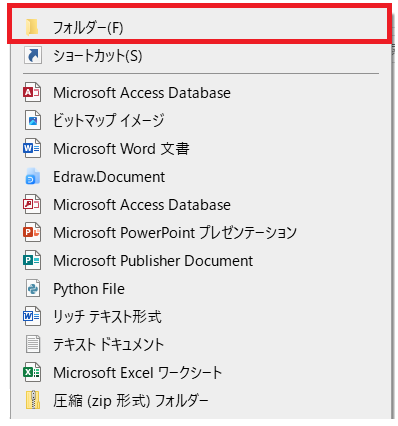 フォルダー(F)
ショートカット(S)
Microsoft Access Database
ビットマップ イメージ
Microsoft Word 文書
Edraw.Document
Microsoft Access Database
Microsoft PowerPoint プレゼンテーション
Microsoft Publisher Document
Python File
リッチ テキスト形式
テキスト ドキュメント
Microsoft Excel ワークシート
圧縮 (zip 形式) フォルダー